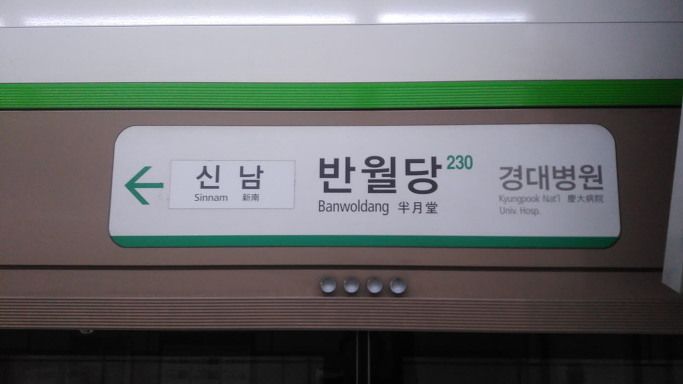 신남
Sinnam 新南
반월당 230
Banwoldang 半月堂
경대병원
Kyungpook Nat'l 慶大病院
Univ. Hosp.